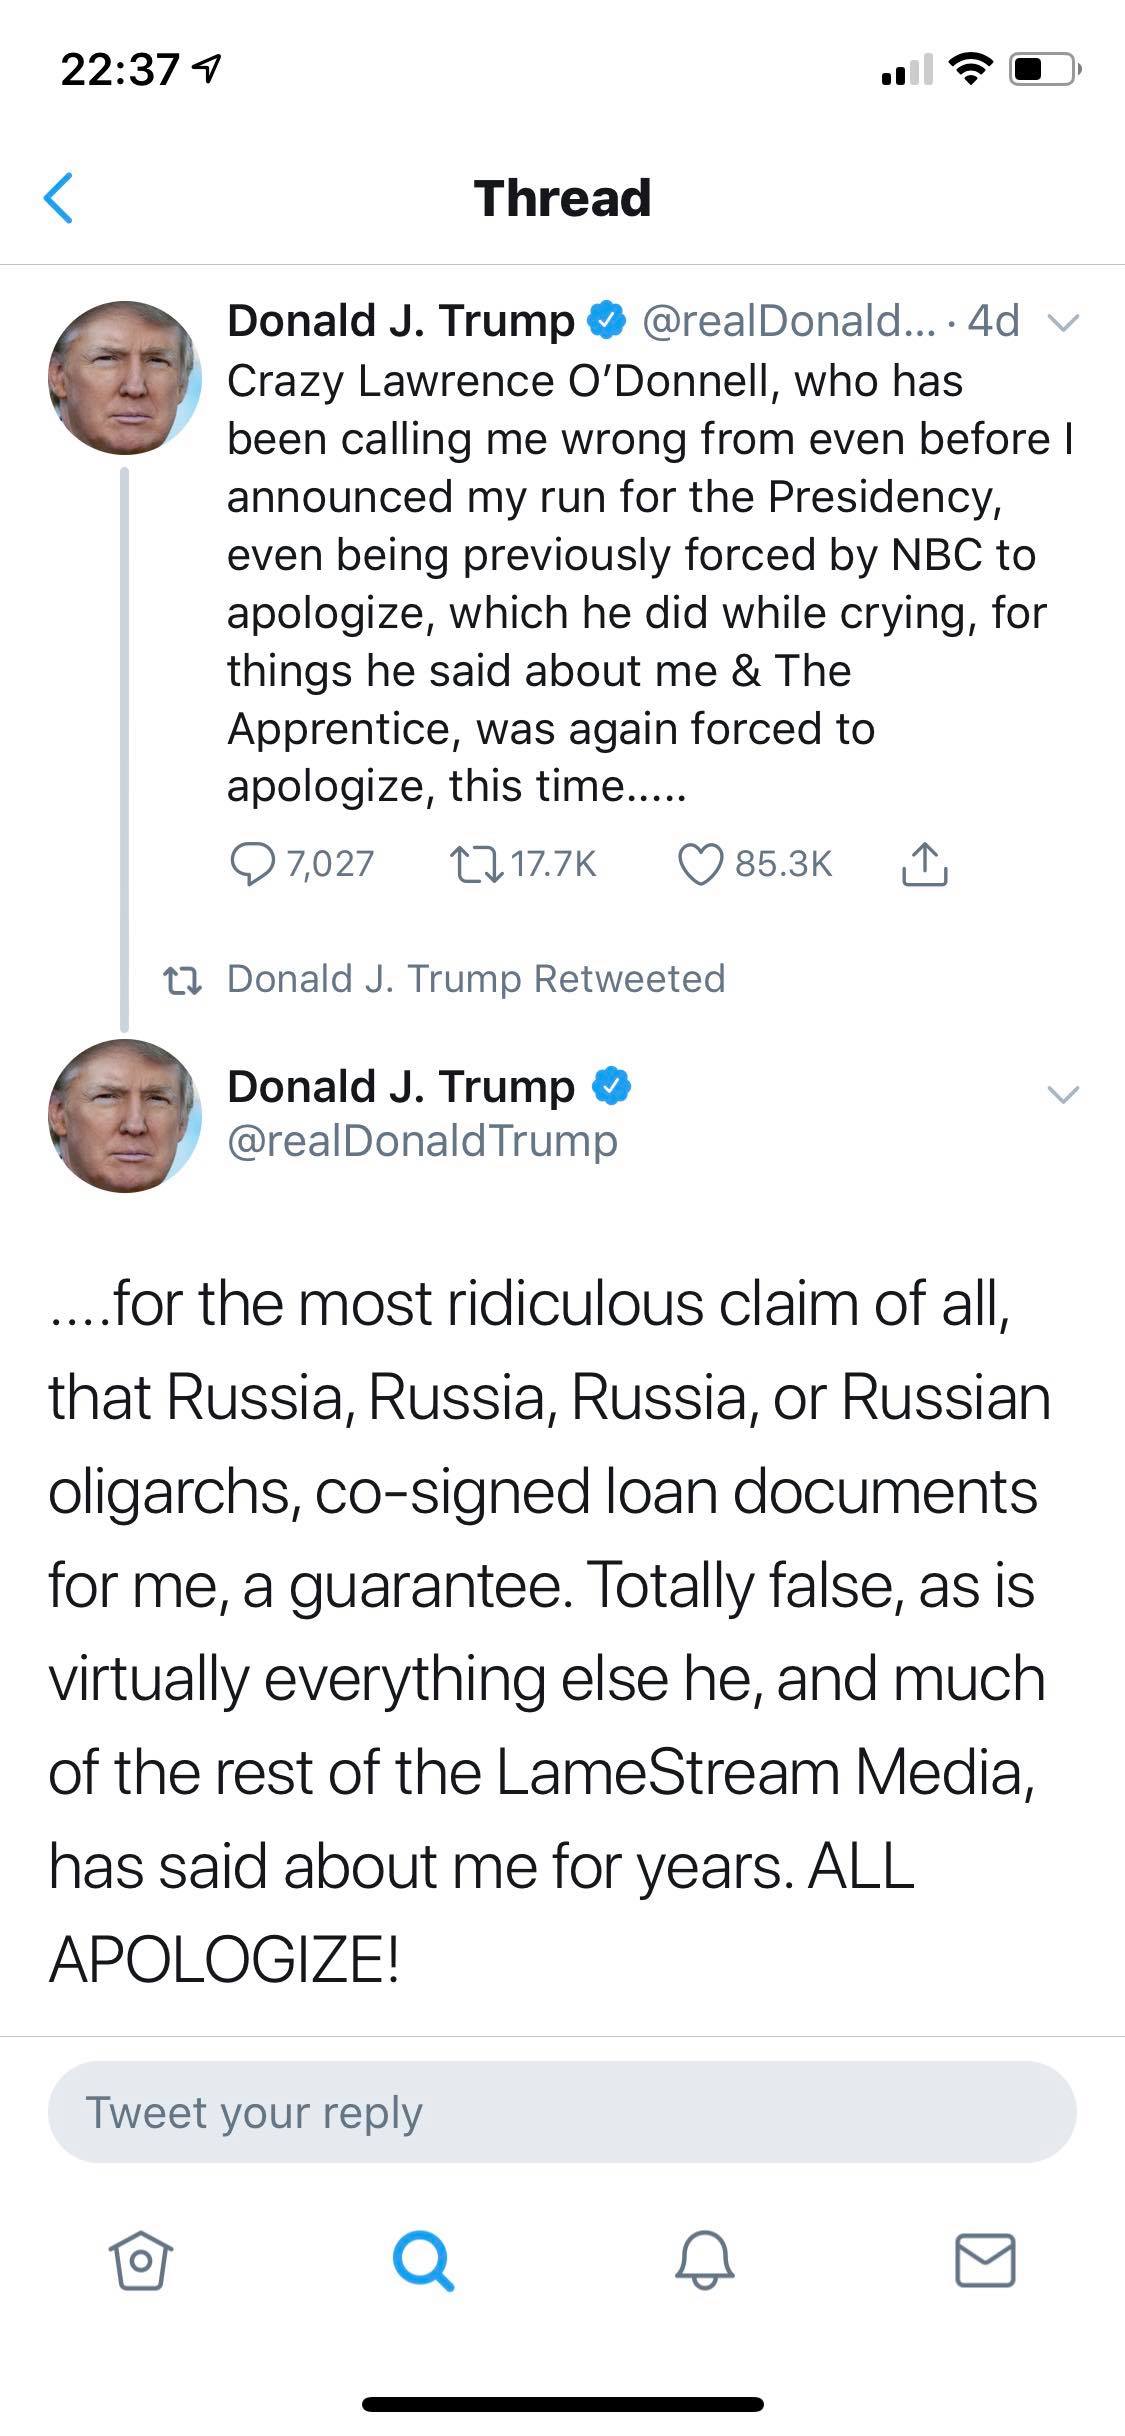 22:37
Thread
Donald J. Trump @realDonald... · 4d
Crazy Lawrence O’Donnell, who has
been calling me wrong from even before I
announced my run for the Presidency,
even being previously forced by NBC to
apologize, which he did while crying, for
things he said about me & The
Apprentice, was again forced to
apologize, this time.....
7,027 17.7K 85.3K
Donald J. Trump Retweeted
Donald J. Trump
@realDonaldTrump
....for the most ridiculous claim of all,
that Russia, Russia, Russia, or Russian
oligarchs, co-signed loan documents
for me, a guarantee. Totally false, as is
virtually everything else he, and much
of the rest of the LameStream Media,
has said about me for years. ALL
APOLOGIZE!
Tweet your reply